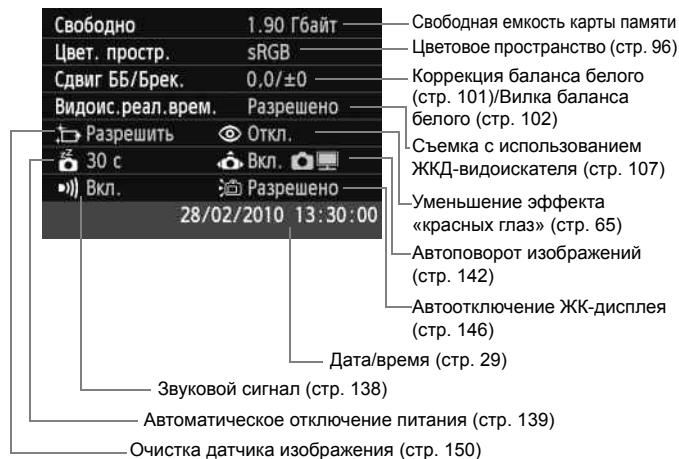 Свободно 1.90 Гбайт
Цвет. простр. sRGB
Сдвиг ББ/Брек. 0,0/±0
Видоис.реал.врем. Разрешено
Разрешить Откл.
30 с Вкл.
Вкл. Разрешено
28/02/2010 13:30:00
Свободная емкость карты памяти
Цветовое пространство (стр. 96)
Коррекция баланса белого
(стр. 101)/Вилка баланса
белого (стр. 102)
Съемка с использованием
ЖКД-видоискателя (стр. 107)
Уменьшение эффекта
«красных глаз» (стр. 65)
Автоповорот изображений
(стр. 142)
Автоотключение ЖК-дисплея
(стр. 146)
Дата/время (стр. 29)
Звуковой сигнал (стр. 138)
Автоматическое отключение питания (стр. 139)
Очистка датчика изображения (стр. 150)